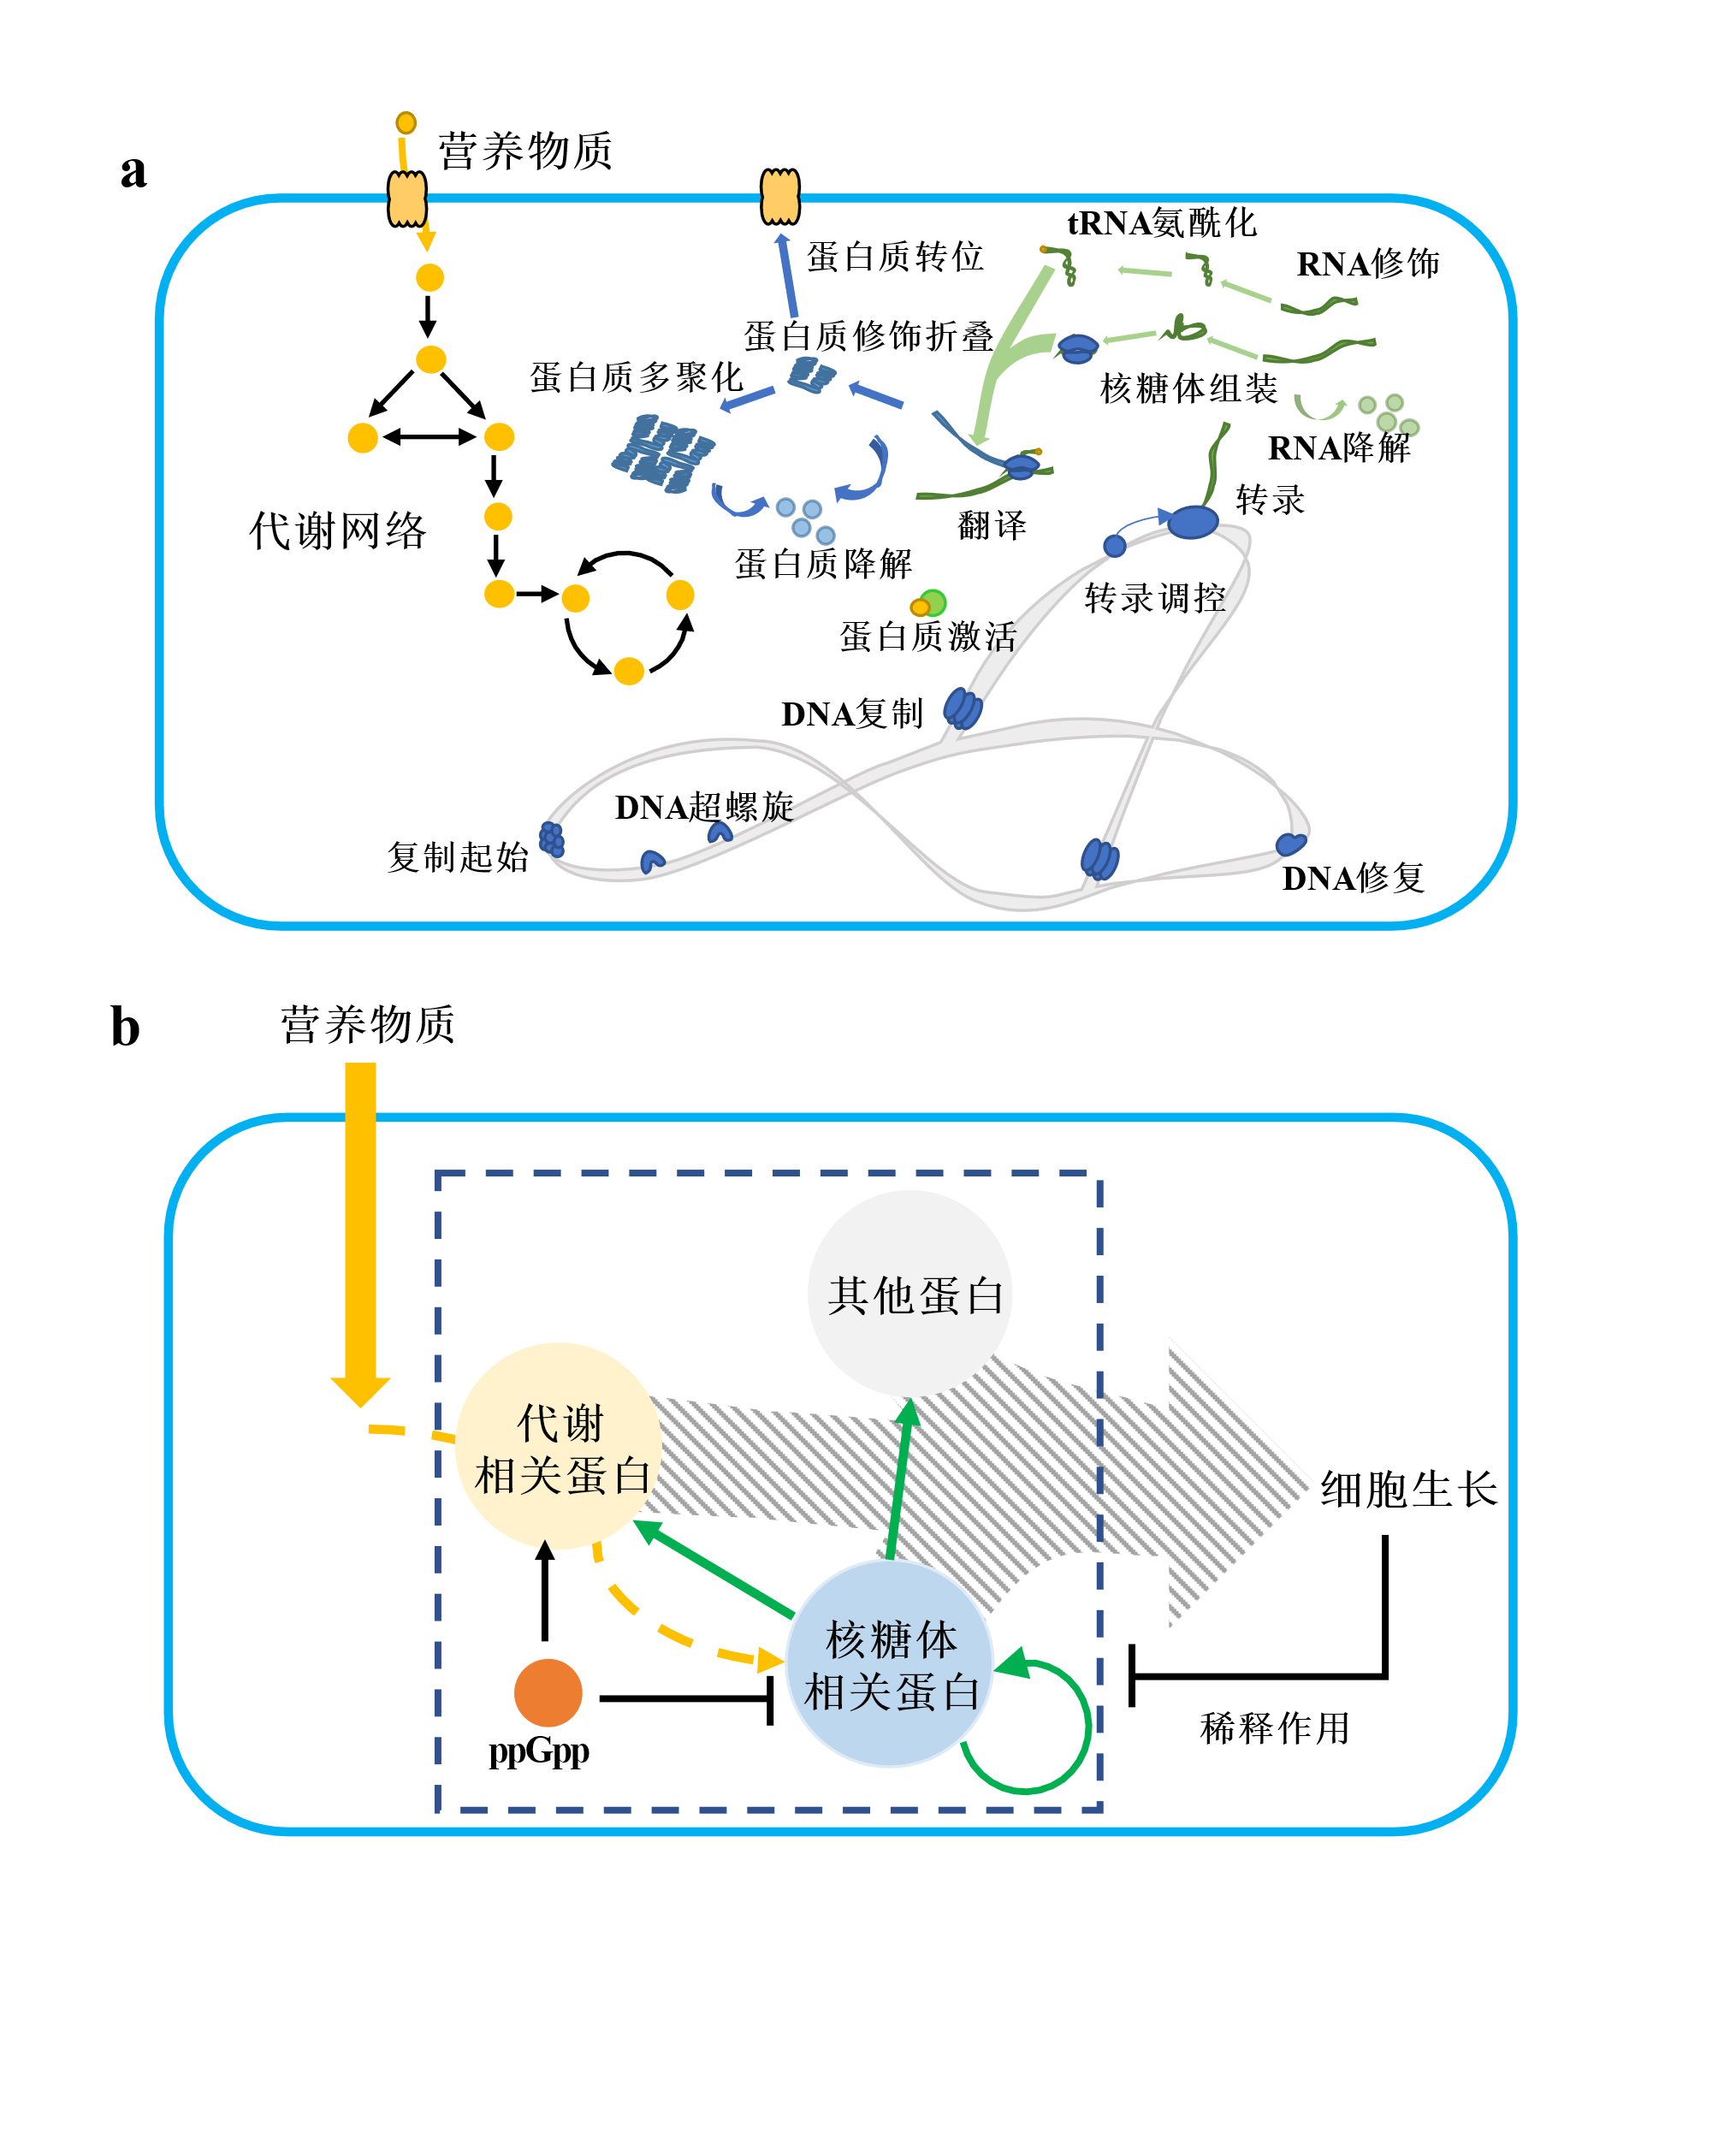 a
营养物质
tRNA氨酰化
RNA修饰
蛋白质转位
蛋白质修饰折叠
蛋白质多聚化
核糖体组装
RNA降解
转录
代谢网络
翻译
蛋白质降解
转录调控
蛋白质激活
DNA复制
DNA超螺旋
复制起始
DNA修复
b
营养物质
其他蛋白
代谢
相关蛋白
细胞生长
核糖体
相关蛋白
稀释作用
ppGpp